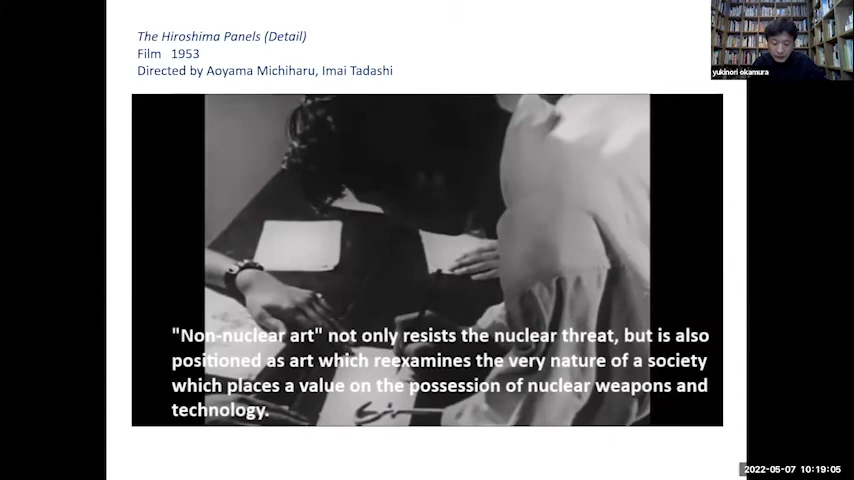 The Hiroshima Panels (Detail)
Film 1953
Directed by Aoyama Michiharu, Imai Tadashi
yukinori okamura
"Non-nuclear art" not only resists the nuclear threat, but is also
positioned as art which reexamines the very nature of a society
which places a value on the possession of nuclear weapons and
technology.
2022-05-07 10:19:05